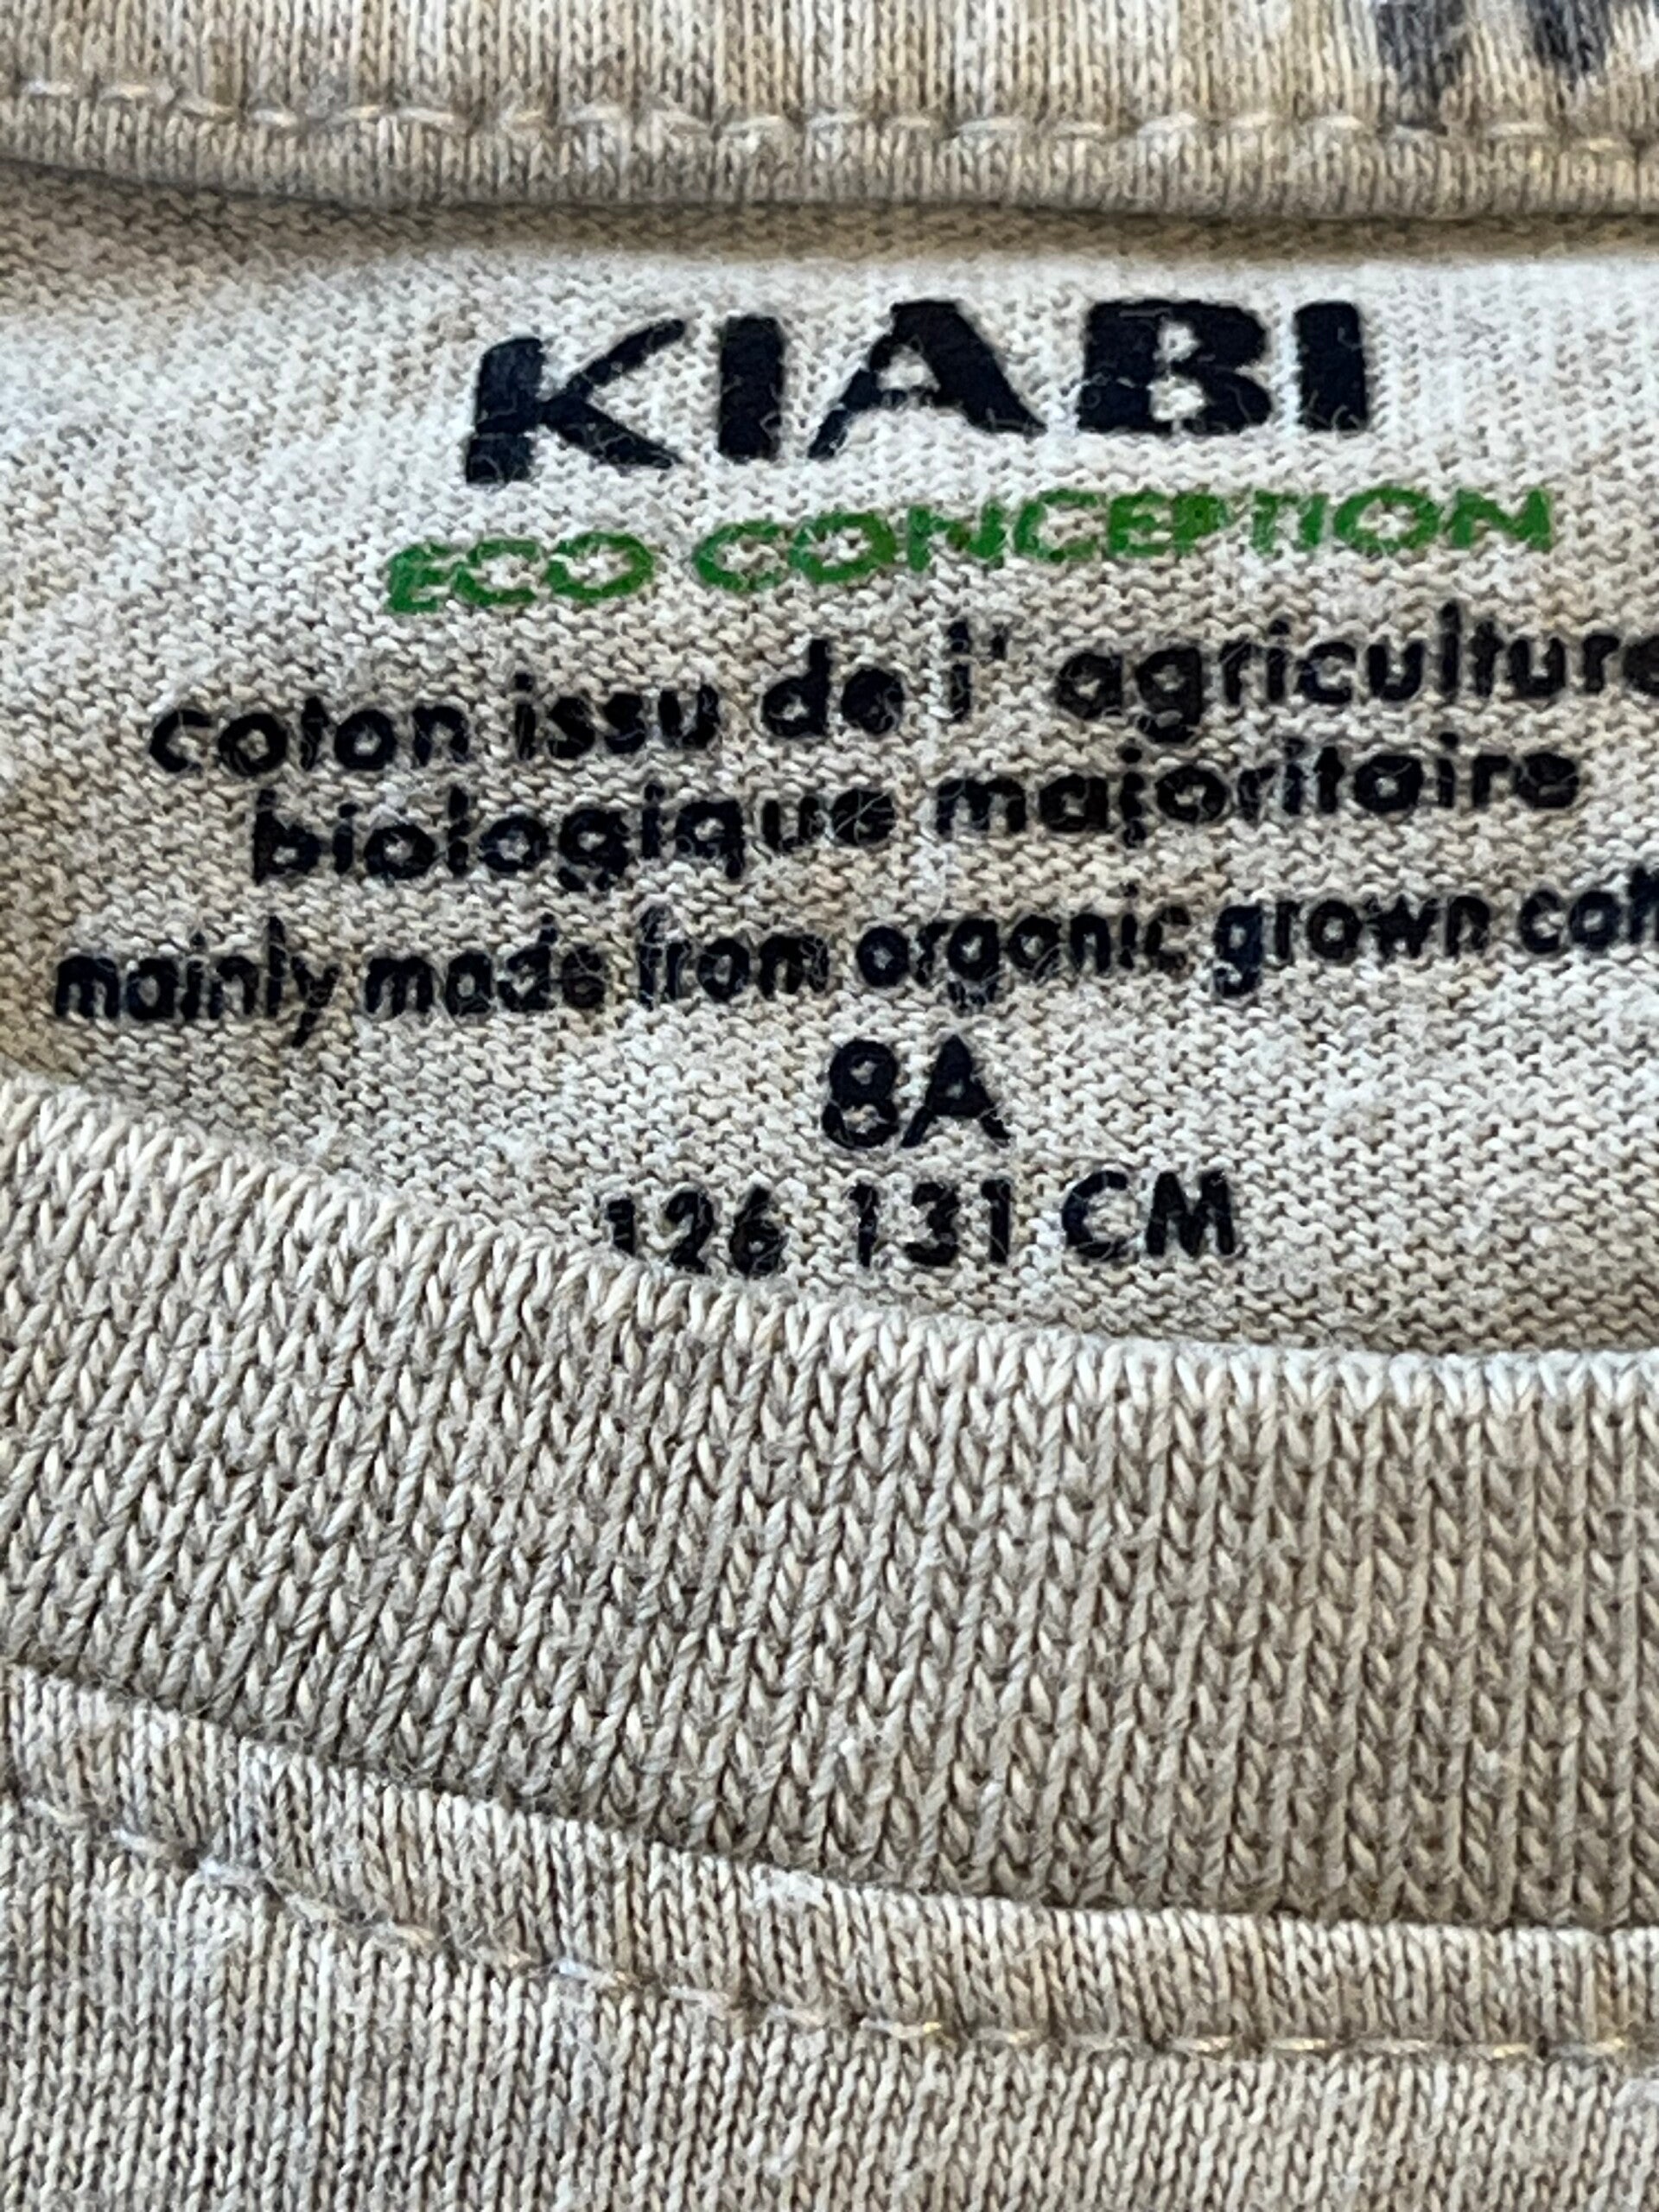 KIABI
ECO CONCEPTION
coton issu de l' agriculture
biologique majoritaire
mainly made from organic grown
8A
126 131 CM